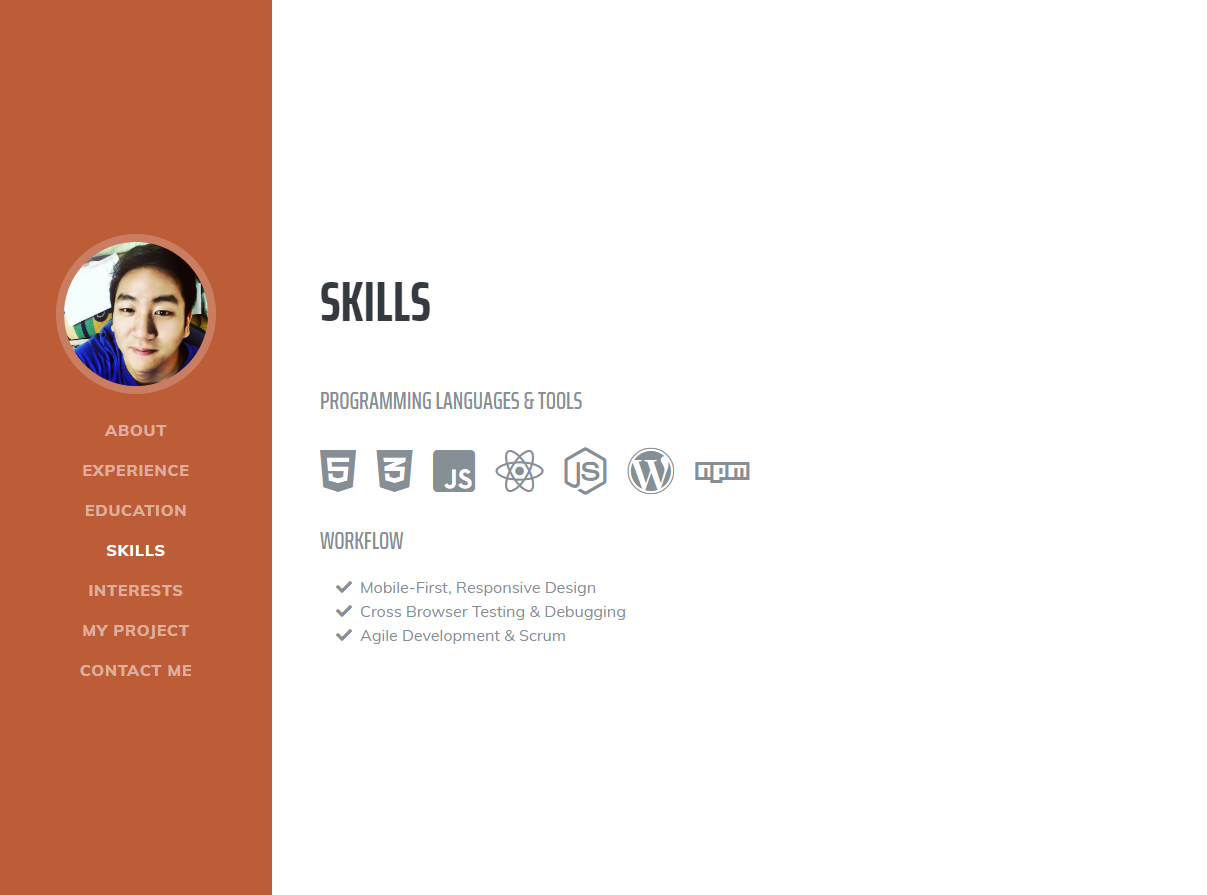 ABOUT
EXPERIENCE
EDUCATION
SKILLS
INTERESTS
MY PROJECT
CONTACT ME
SKILLS
PROGRAMMING LANGUAGES & TOOLS
5 3 JS JS W npm
WORKFLOW
Mobile-First, Responsive Design
Cross Browser Testing & Debugging
Agile Development & Scrum